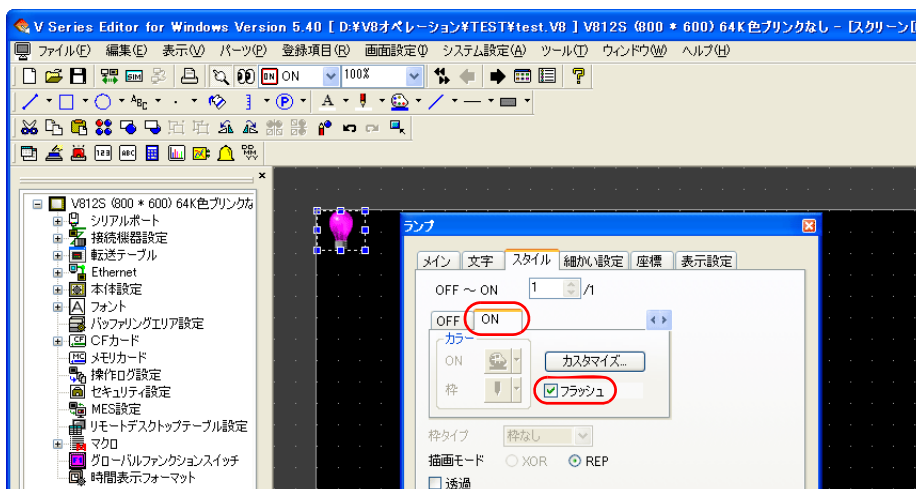 V Series Editor for Windows Version 5.40 [ D:¥V8オペレーション¥TEST¥test.V8 ] V812S (800 * 600) 64K色ブリンクなし - [スクリーン[
ファイル(F) 編集(E) 表示(V) パーツ(P) 登録項目(R) 画面設定(I) システム設定(A) ツール(T) ウィンドウ(W) ヘルプ(H)
ON ON 100%
ABC P A
123 ABC
V812S (800 * 600) 64K色ブリンクな
シリアルポート
接続機器設定
転送テーブル
Ethernet
本体設定
フォント
バッファリングエリア設定
CFカード
メモリカード
操作ログ設定
セキュリティ設定
MES設定
リモートデスクトップテーブル設定
マクロ
グローバルファンクションスイッチ
時間表示フォーマット
ランプ
メイン 文字 スタイル 細かい設定 座標 表示設定
OFF ～ ON 1 /1
OFF ON
カラー
ON カスタマイズ...
枠 フラッシュ
枠タイプ 枠なし
描画モード XOR REP
透過